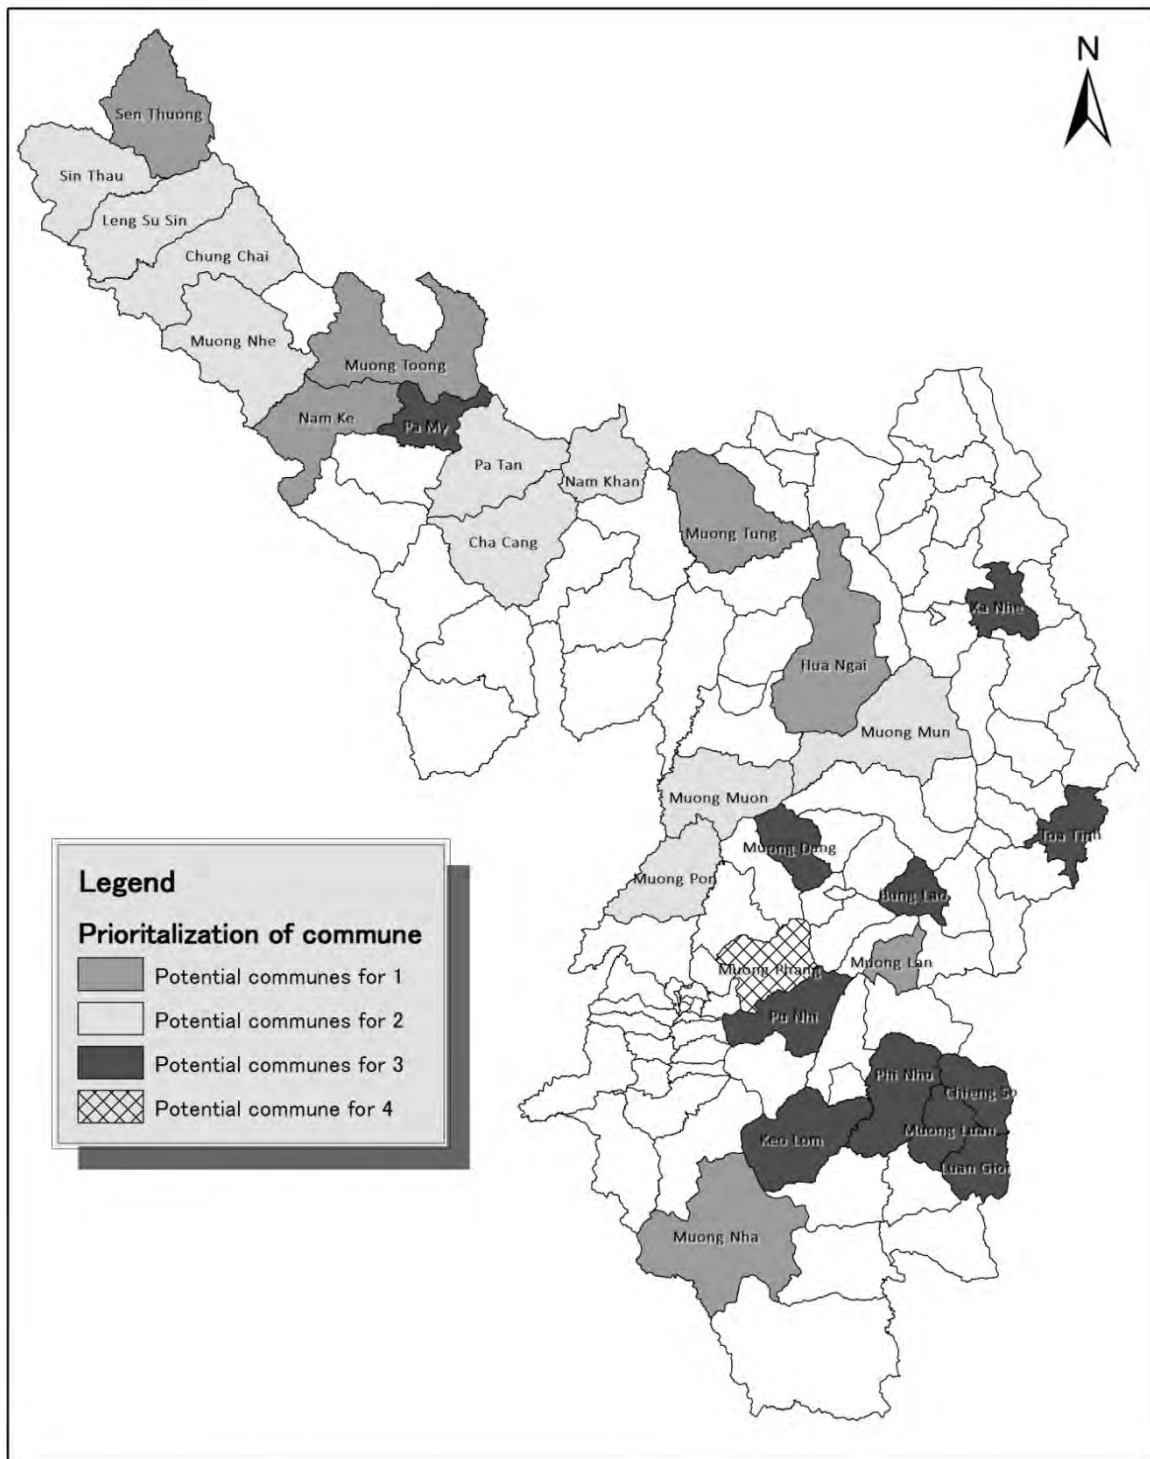 N
Sen Thuong
Sin Thau
Leng Su Sin
Chung Chai
Muong Nhe
Muong Toong
Nam Ke
Pa My
Pa Tan
Nam Khan
Cha Cang
Muong Tung
Xa Nhe
Hua Ngai
Muong Mun
Muong Muon
Toa Tinh
Muong Dang
Muong Pon
Bung Lao
Muong Lan
Muong Phang
Pu Nhi
Phi Nhu
Chieng So
Muong Luan
Keo Lom
Luan Gioi
Muong Nha
Legend
Prioritalization of commune
Potential communes for 1
Potential communes for 2
Potential communes for 3
Potential commune for 4